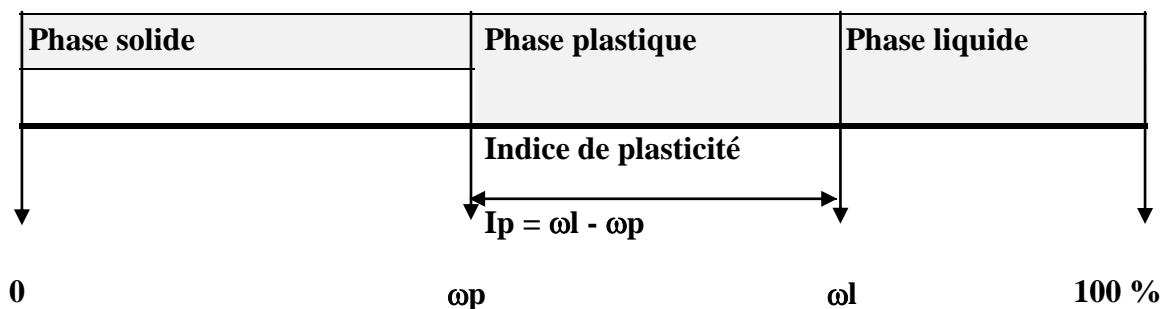 Phase solide Phase plastique Phase liquide
Indice de plasticité
Ip = ωl - ωp
0 ωp ωl 100 %